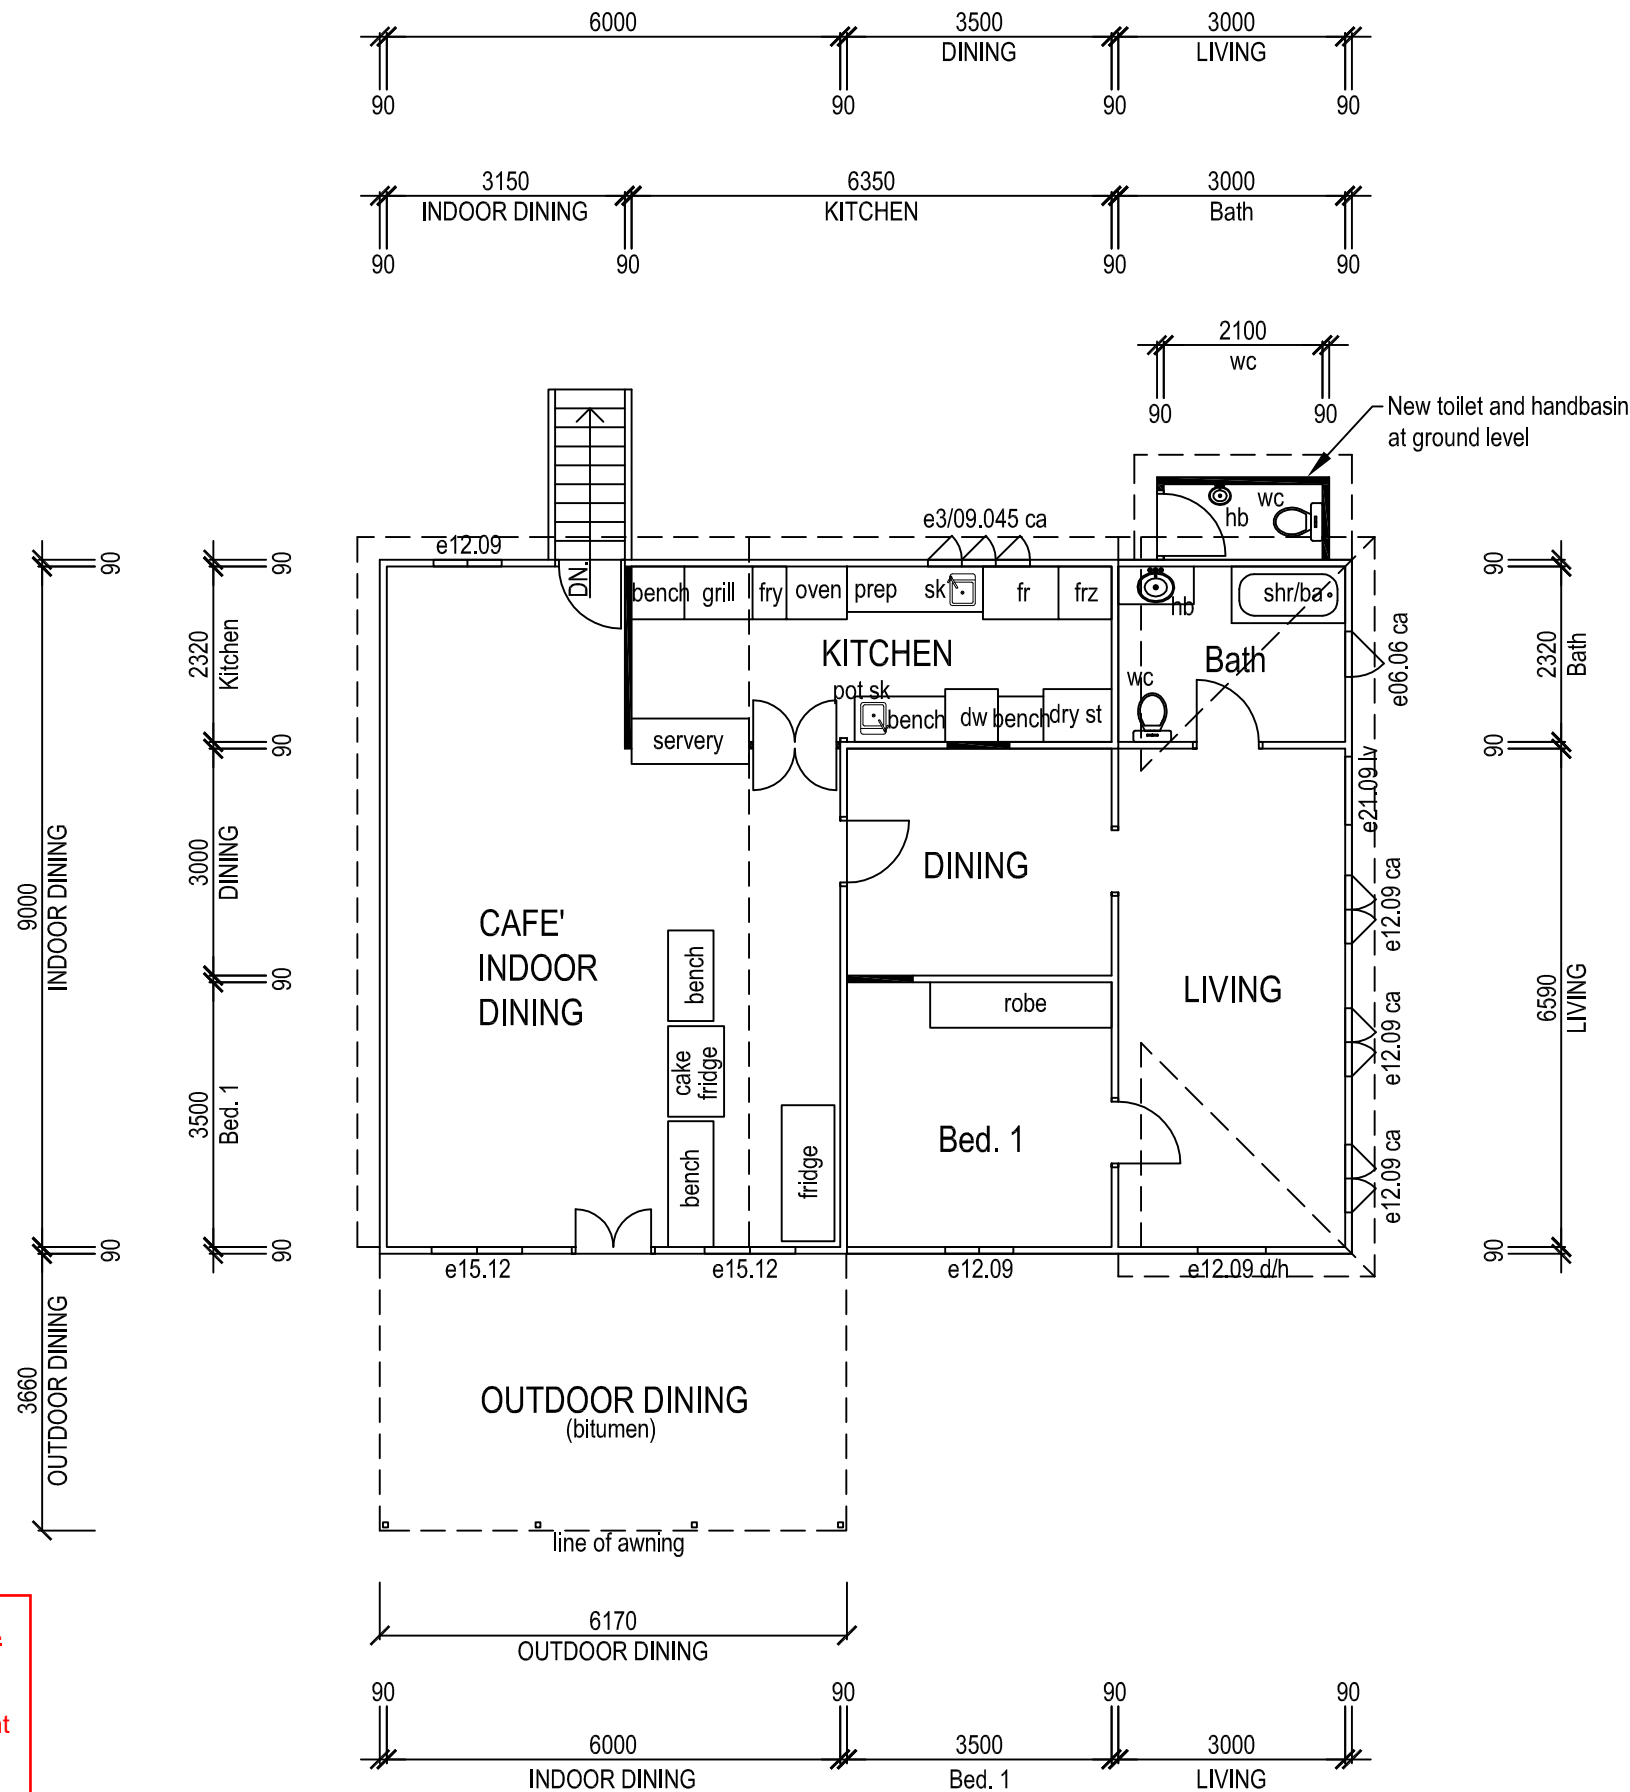 6000
3500
3000
DINING
LIVING
90
90
90
90
3150
6350
3000
INDOOR DINING
KITCHEN
Bath
90
90
90
90
2100
wc
90
90
New toilet and handbasin
at ground level
wc
hb
e3/09.045 ca
e12.09
DN.
bench
grill
fry
oven
prep
sk
fr
frz
hb
shr/ba
KITCHEN
Bath
wc
pot sk
bench
dw
bench
dry st
servery
e06.06 ca
e21.09 lv
e12.09 ca
e12.09 ca
e12.09 ca
DINING
CAFE'
INDOOR
DINING
bench
cake
fridge
bench
fridge
robe
LIVING
Bed. 1
e15.12
e15.12
e12.09
e12.09 d/h
OUTDOOR DINING
(bitumen)
line of awning
9000
INDOOR DINING
3660
OUTDOOR DINING
90
90
2320
Kitchen
3000
DINING
3500
Bed. 1
90
90
90
90
2320
Bath
6590
LIVING
90
90
90
6170
OUTDOOR DINING
90
90
90
90
6000
3500
3000
INDOOR DINING
Bed. 1
LIVING